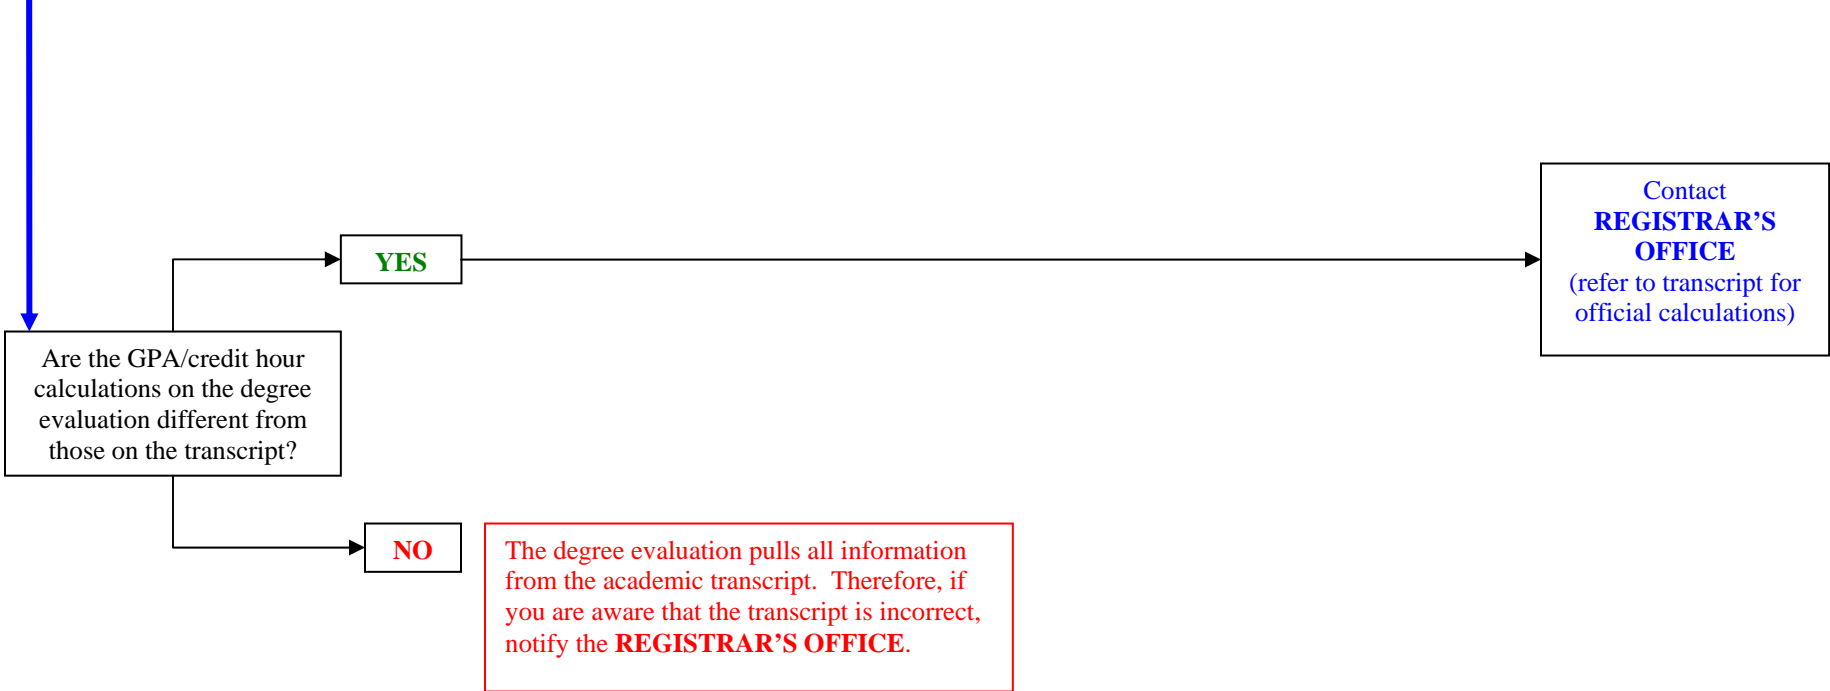 Contact
REGISTRAR’S
OFFICE
(refer to transcript for
official calculations)
YES
Are the GPA/credit hour
calculations on the degree
evaluation different from
those on the transcript?
NO
The degree evaluation pulls all information
from the academic transcript.  Therefore, if
you are aware that the transcript is incorrect,
notify the REGISTRAR’S OFFICE.